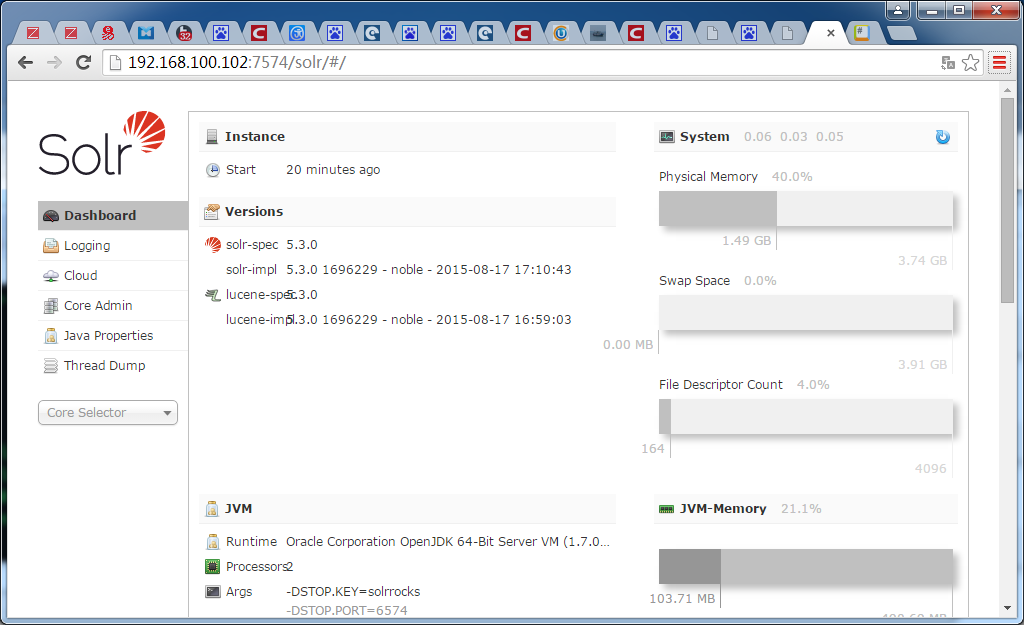 192.168.100.102:7574/solr/#/
Solr
Dashboard
Logging
Cloud
Core Admin
Java Properties
Thread Dump
Core Selector
Instance
Start 20 minutes ago
Versions
solr-spec 5.3.0
solr-impl 5.3.0 1696229 - noble - 2015-08-17 17:10:43
lucene-spec 5.3.0
lucene-impl 5.3.0 1696229 - noble - 2015-08-17 16:59:03
JVM
Runtime Oracle Corporation OpenJDK 64-Bit Server VM (1.7.0...
Processors 2
Args -DSTOP.KEY=solrrocks
-DSTOP.PORT=6574
System 0.06 0.03 0.05
Physical Memory 40.0%
1.49 GB
3.74 GB
Swap Space 0.0%
0.00 MB
3.91 GB
File Descriptor Count 4.0%
164
4096
JVM-Memory 21.1%
103.71 MB